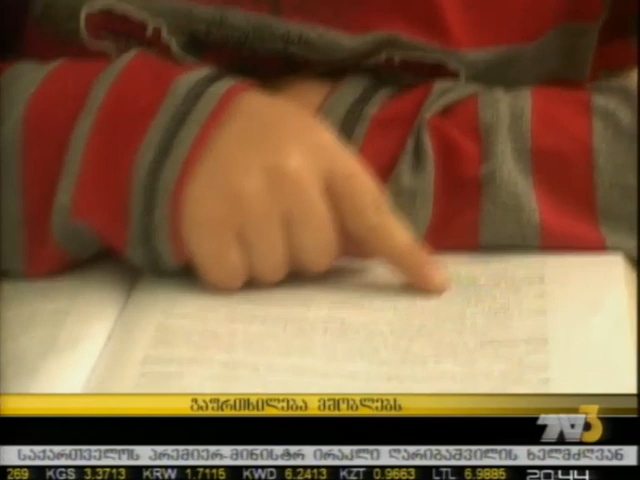 გაფრთხილება მშობლებს
TV3
საქართველოს პრემიერ-მინისტრ ირაკლი ღარიბაშვილის ხელმძღვან
269 KGS 3.3713 KRW 1.7115 KWD 6.2413 KZT 0.9663 LTL 6.9885 20:44